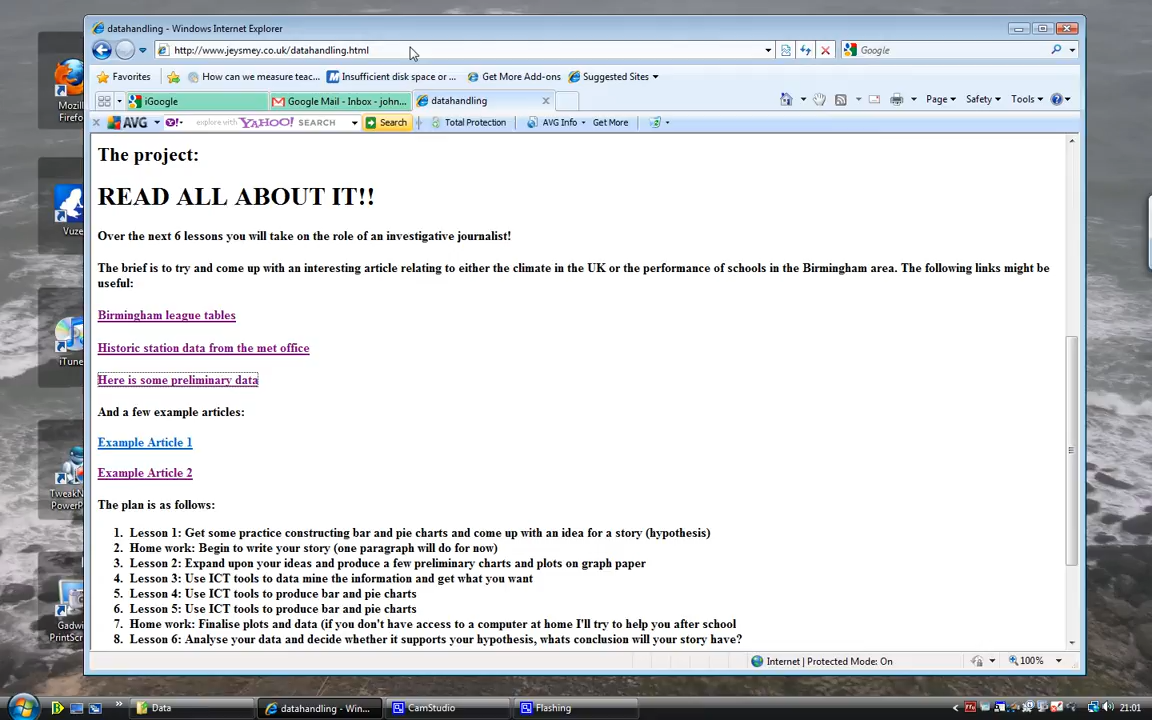 datahandling - Windows Internet Explorer
http://www.jeysmey.co.uk/datahandling.html
Google
Favorites
How can we measure teac...
Insufficient disk space or ...
Get More Add-ons
Suggested Sites
iGoogle
Google Mail - Inbox - john...
datahandling
Page
Safety
Tools
AVG
Y!
explore with YAHOO! SEARCH
Search
Total Protection
AVG Info
Get More
The project:
READ ALL ABOUT IT!!
Over the next 6 lessons you will take on the role of an investigative journalist!
The brief is to try and come up with an interesting article relating to either the climate in the UK or the performance of schools in the Birmingham area. The following links might be
useful:
Birmingham league tables
Historic station data from the met office
Here is some preliminary data
And a few example articles:
Example Article 1
Example Article 2
The plan is as follows:
1. Lesson 1: Get some practice constructing bar and pie charts and come up with an idea for a story (hypothesis)
2. Home work: Begin to write your story (one paragraph will do for now)
3. Lesson 2: Expand upon your ideas and produce a few preliminary charts and plots on graph paper
4. Lesson 3: Use ICT tools to data mine the information and get what you want
5. Lesson 4: Use ICT tools to produce bar and pie charts
6. Lesson 5: Use ICT tools to produce bar and pie charts
7. Home work: Finalise plots and data (if you don't have access to a computer at home I'll try to help you after school
8. Lesson 6: Analyse your data and decide whether it supports your hypothesis, whats conclusion will your story have?
Internet | Protected Mode: On
100%
Mozil
Firefo
Vuze
iTune
TweakN
PowerP
Gadwi
PrintScr
Data
datahandling - Win...
CamStudio
Flashing
21:01